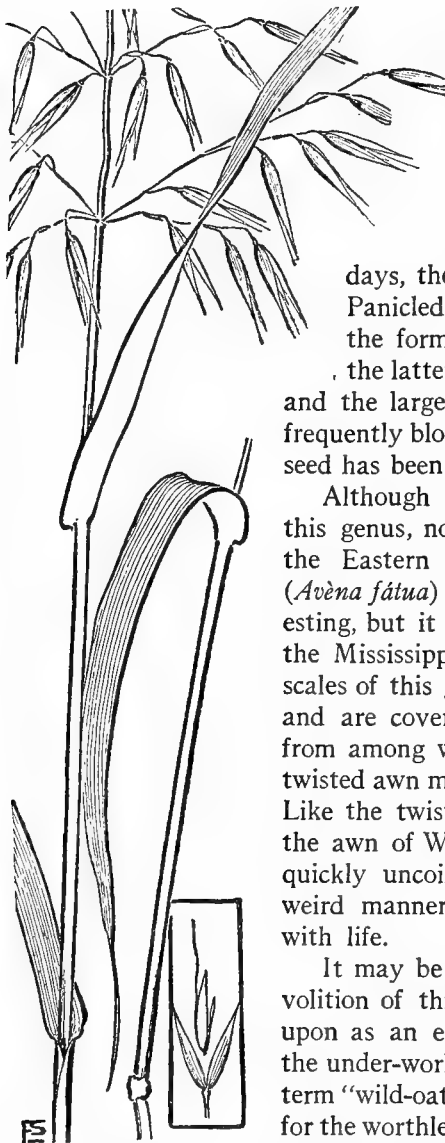 days, the
Panicled
the form
, the latte
and the large
frequently blo
seed has been
Although
this genus, no
the Eastern
(Avèna fátua)
esting, but it
the Mississipp
scales of this
and are cover
from among w
twisted awn m
Like the twis
the awn of W
quickly uncoi
weird manner
with life.
It may be
volition of th
upon as an e
the under-worl
term "wild-oat
for the worthle